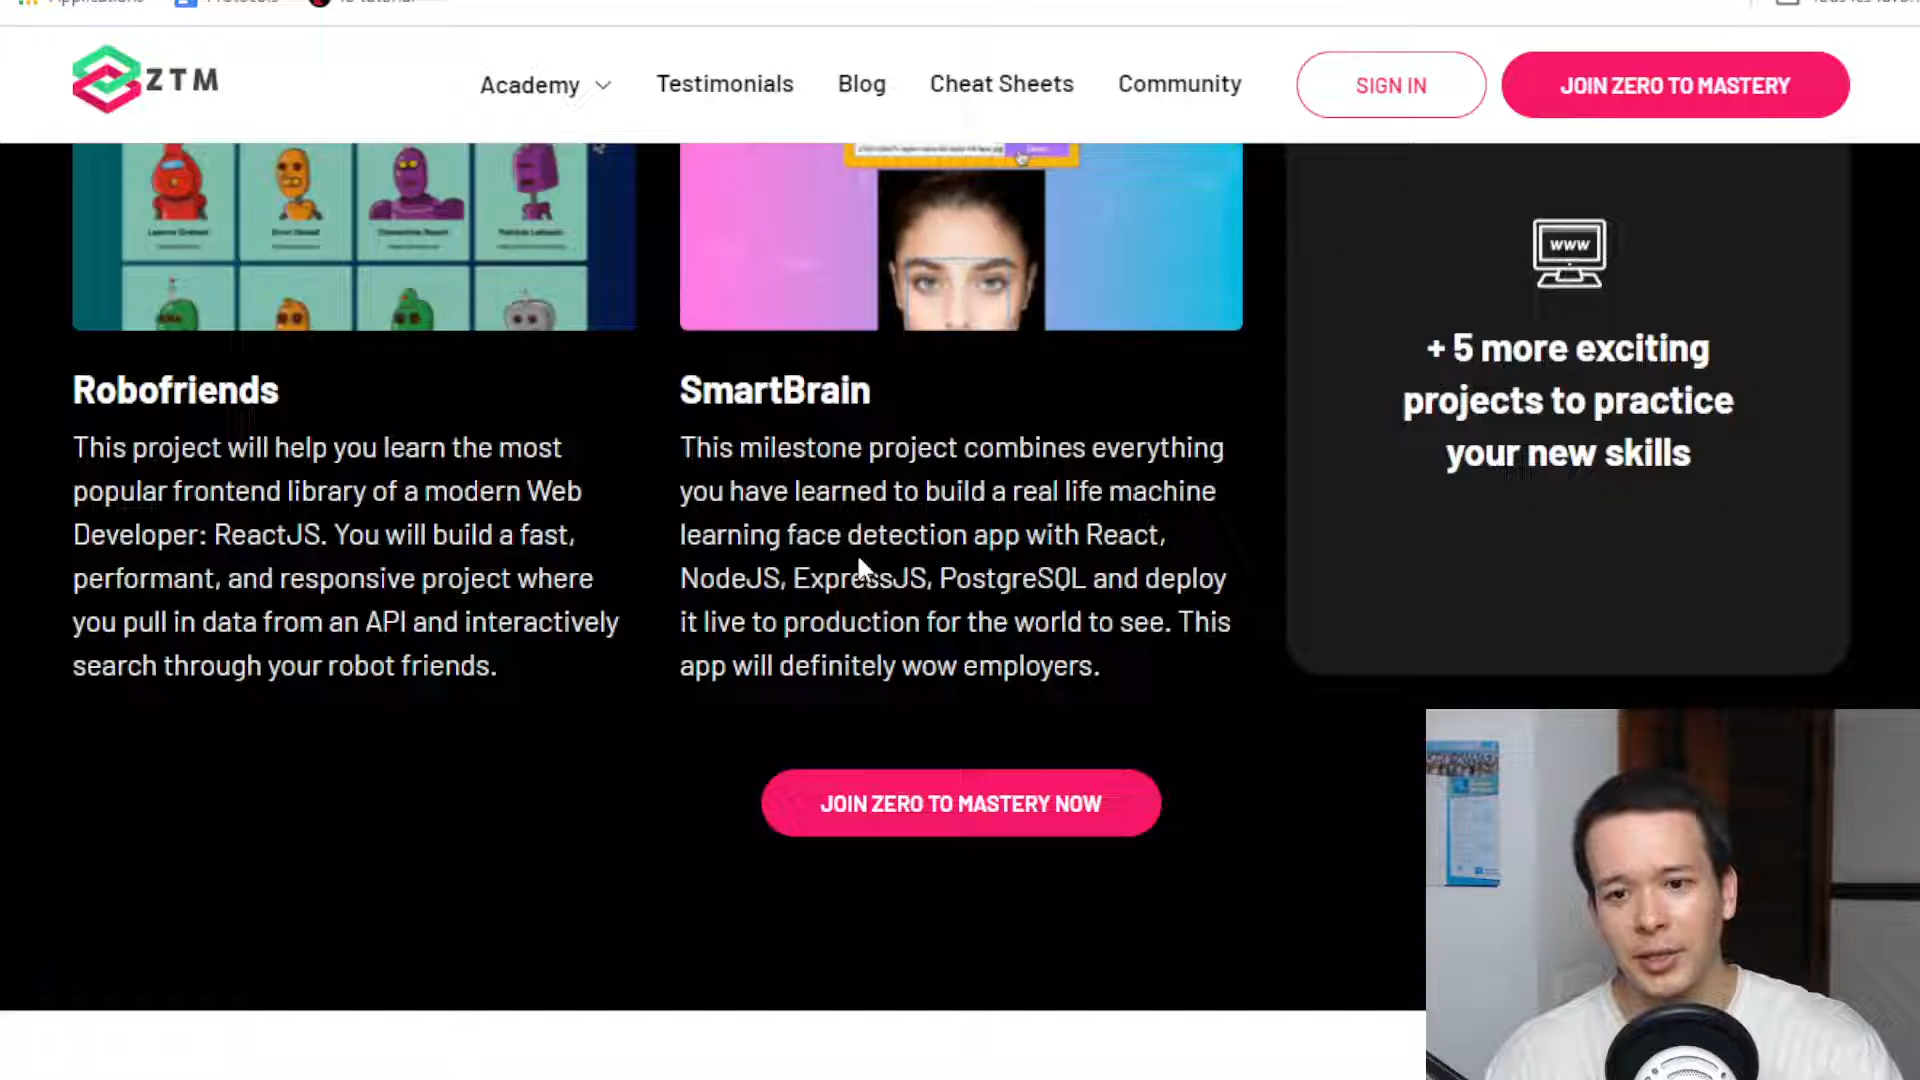 ZTM
Academy
Testimonials
Blog
Cheat Sheets
Community
SIGN IN
JOIN ZERO TO MASTERY
www
+ 5 more exciting
projects to practice
your new skills
Robofriends
This project will help you learn the most
popular frontend library of a modern Web
Developer: ReactJS. You will build a fast,
performant, and responsive project where
you pull in data from an API and interactively
search through your robot friends.
SmartBrain
This milestone project combines everything
you have learned to build a real life machine
learning face detection app with React,
NodeJS, ExpressJS, PostgreSQL and deploy
it live to production for the world to see. This
app will definitely wow employers.
JOIN ZERO TO MASTERY NOW